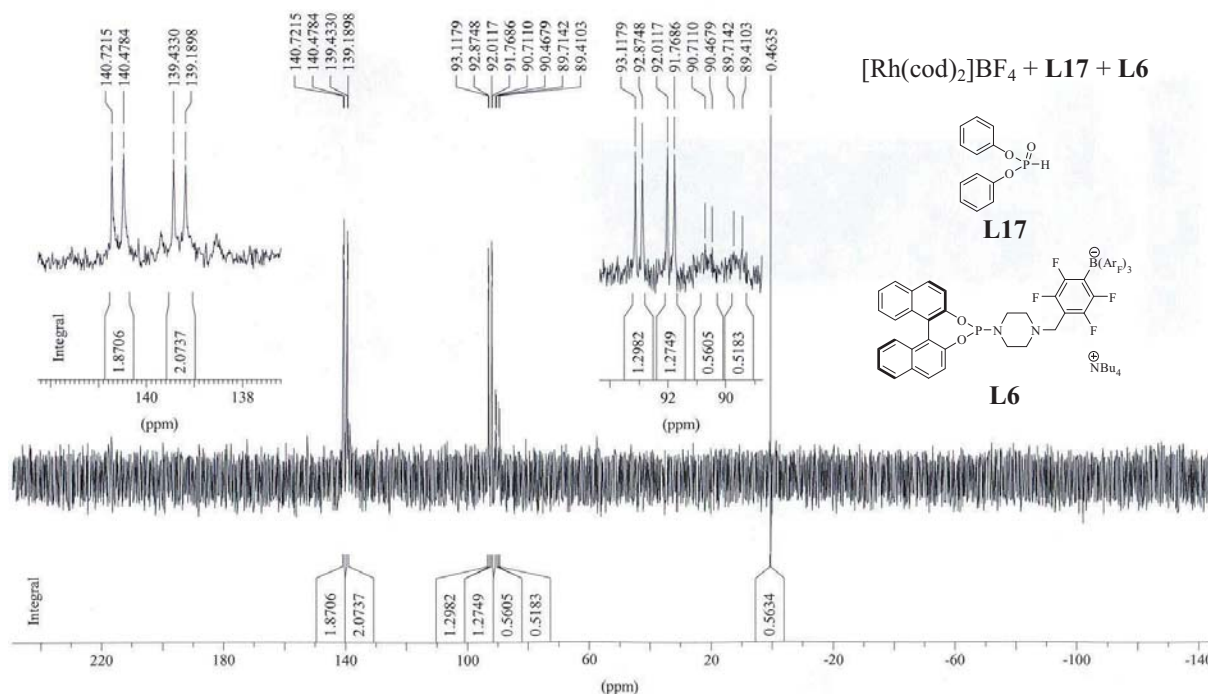 140.7215
140.4784
139.4330
139.1898
140.7215
140.4784
139.4330
139.1898
93.1179
92.8748
92.0117
91.7686
90.7110
90.4679
89.7142
89.4103
93.1179
92.8748
92.0117
91.7686
90.7110
90.4679
89.7142
89.4103
0.4635
[Rh(cod)2]BF4 + L17 + L6
O
O
P
H
O
L17
⊖
B(ArF)3
F
F
F
F
O
P
N
N
O
⊕
NBu4
L6
Integral
1.8706
2.0737
140
138
(ppm)
1.2982
1.2749
0.5605
0.5183
92
90
(ppm)
Integral
1.8706
2.0737
1.2982
1.2749
0.5605
0.5183
0.5634
220
180
140
100
60
20
-20
-60
-100
-140
(ppm)